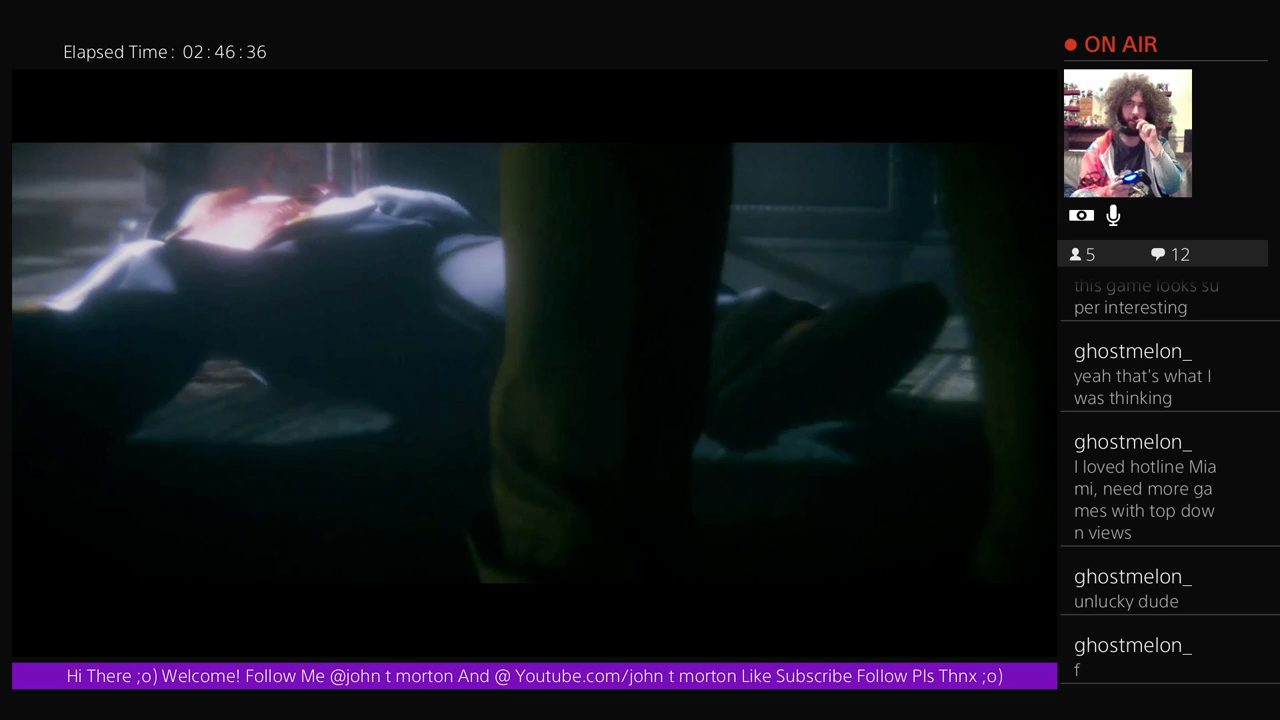 Elapsed Time: 02:46:36
ON AIR
5
12
this game looks su
per interesting
ghostmelon_
yeah that's what I
was thinking
ghostmelon_
I loved hotline Mia
mi, need more ga
mes with top dow
n views
ghostmelon_
unlucky dude
ghostmelon_
f
Hi There ;o) Welcome! Follow Me @john t morton And @ Youtube.com/john t morton Like Subscribe Follow Pls Thnx ;o)